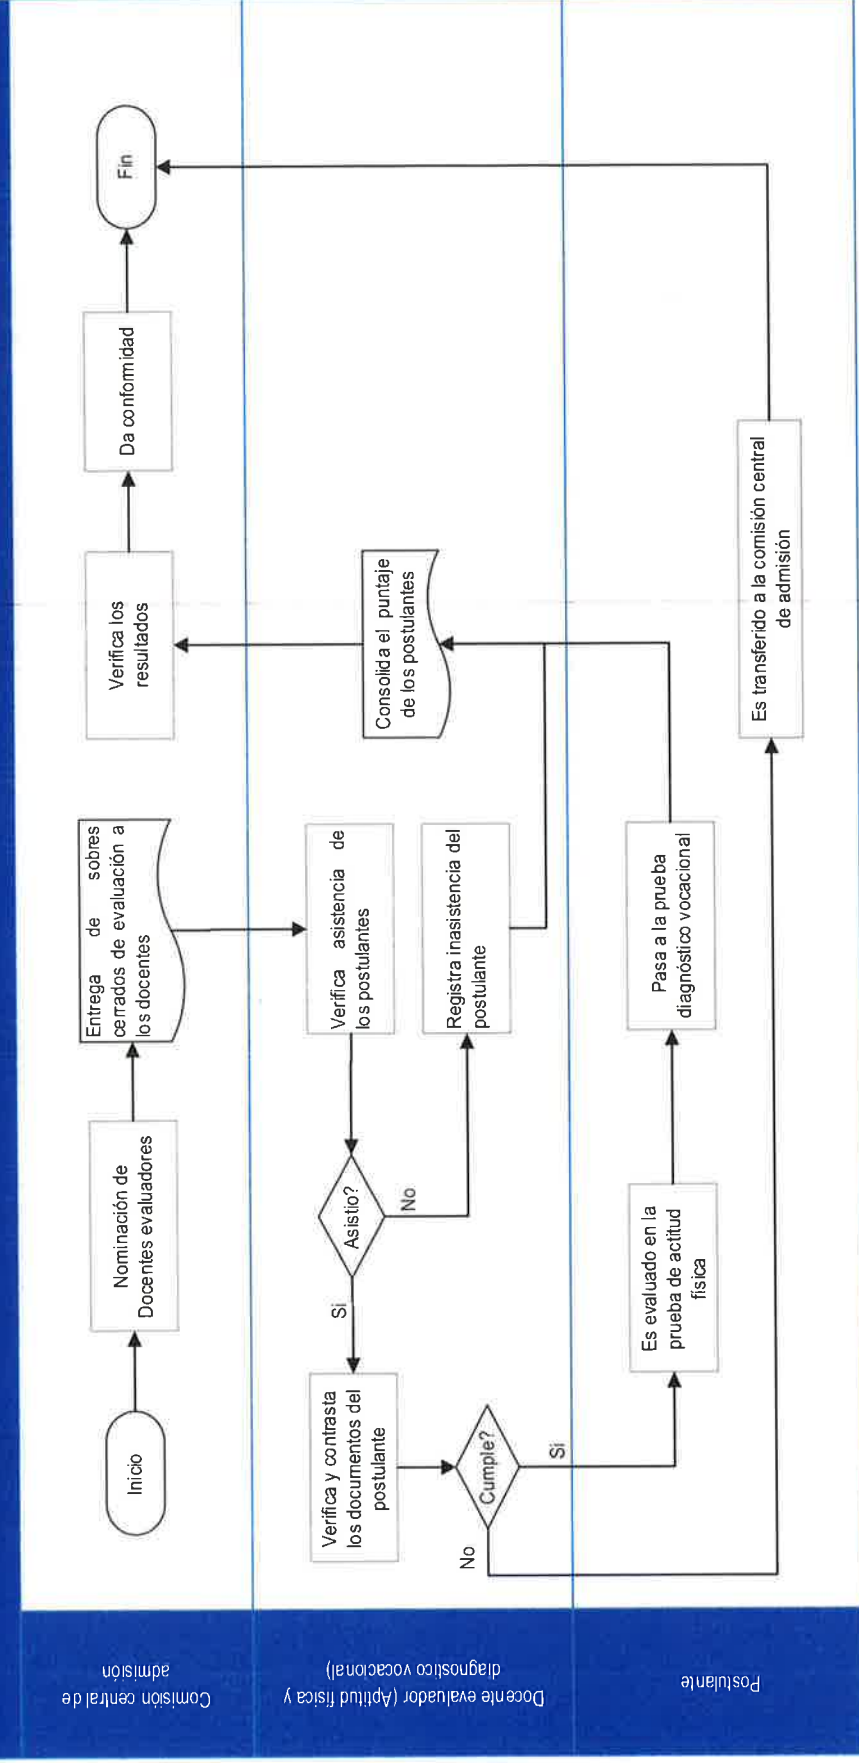 Comisión central de
admisión
Inicio
Nominación de
Docentes evaluadores
Entrega de sobres
cerrados de evaluación a
los docentes
Verifica los
resultados
Da conformidad
Fin
Docente evaluador (Aptitud física y
diagnostico vocacional)
Verifica y contrasta
los documentos del
postulante
Si
Asistio?
No
Verifica asistencia de
los postulantes
Registra inasistencia del
postulante
Consolida el puntaje
de los postulantes
No
Cumple?
Si
Postulante
Es evaluado en la
prueba de actitud
física
Pasa a la prueba
diagnóstico vocacional
Es transferido a la comisión central
de admisión